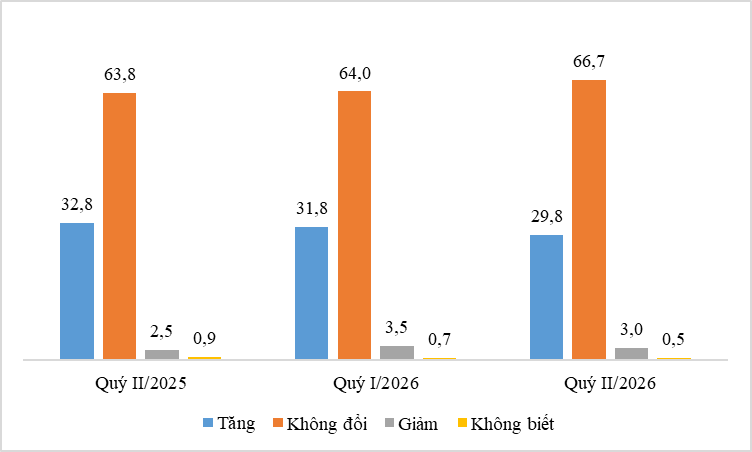 63,8
64,0
66,7
32,8
31,8
29,8
2,5
0,9
3,5
0,7
3,0
0,5
Quý II/2025
Quý I/2026
Quý II/2026
Tăng
Không đổi
Giảm
Không biết